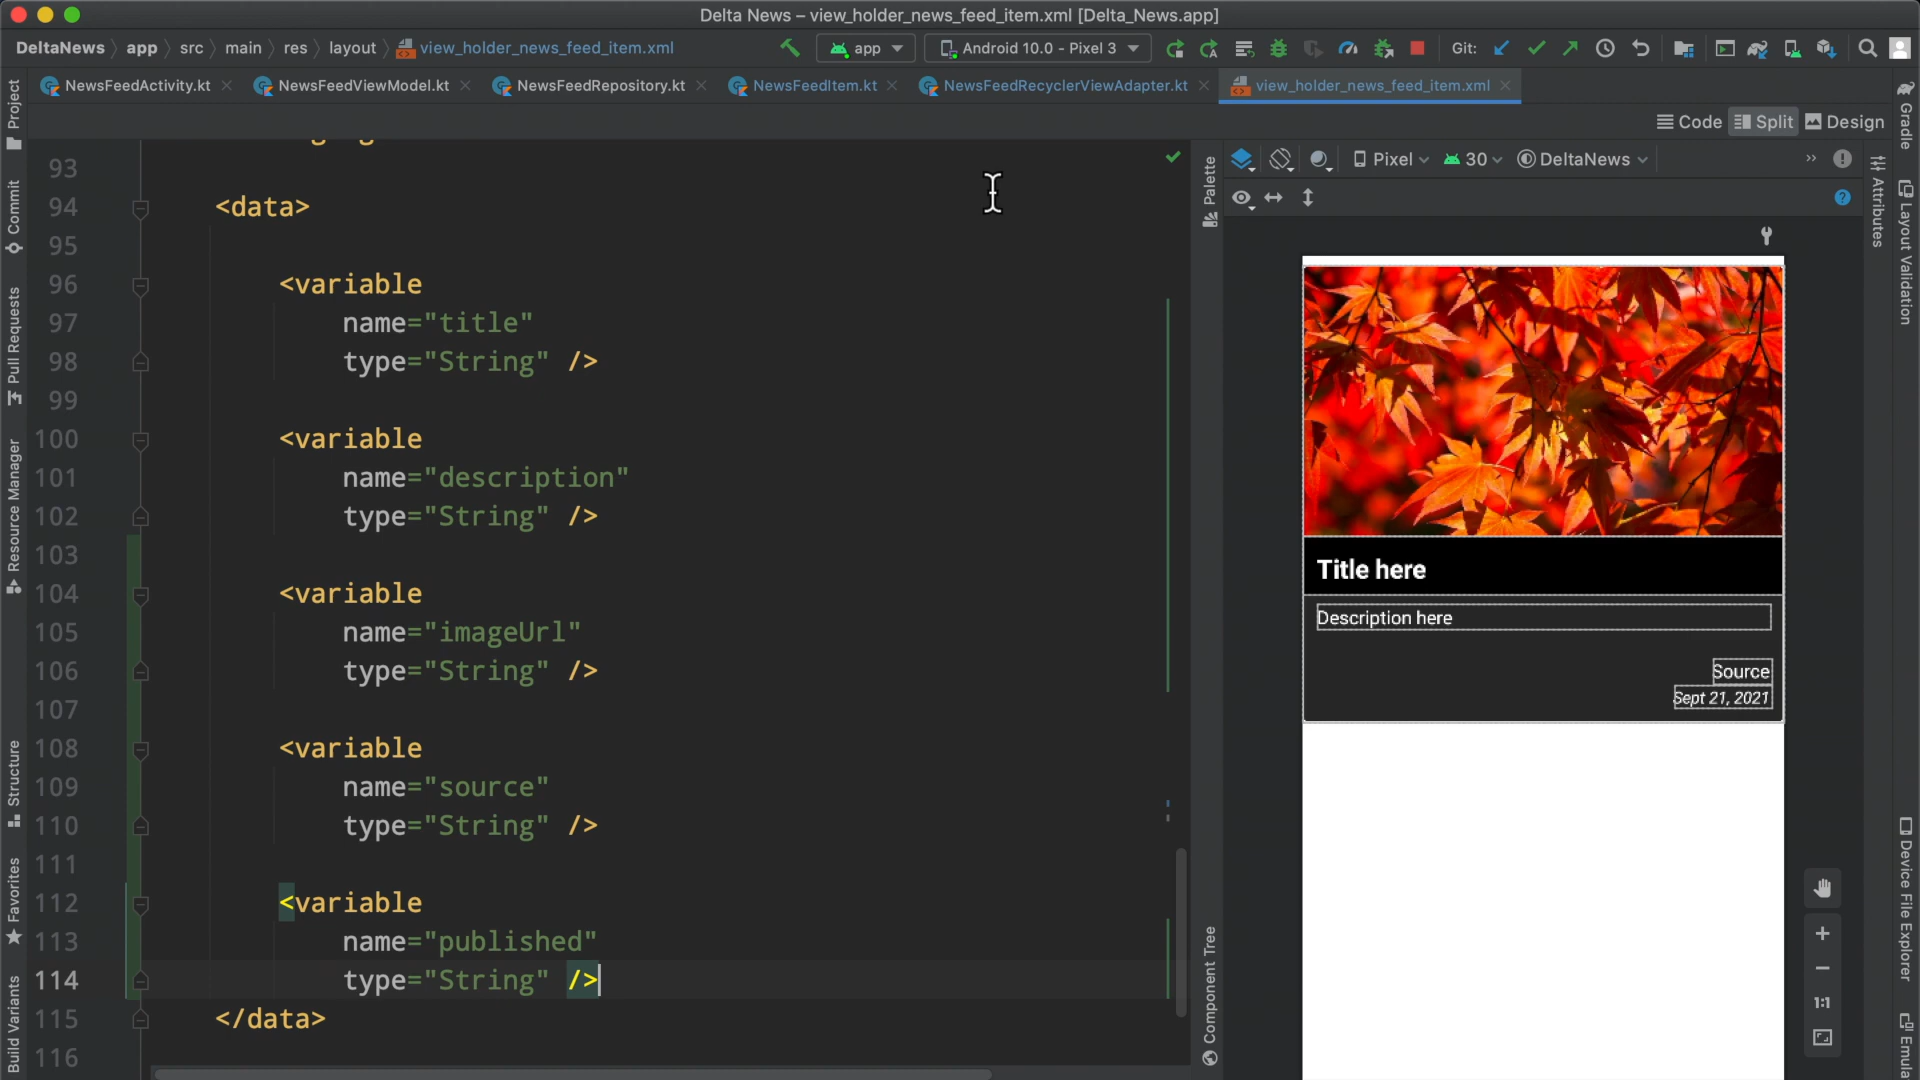 Delta News – view_holder_news_feed_item.xml [Delta_News.app]
DeltaNews app src main res layout view_holder_news_feed_item.xml app Android 10.0 - Pixel 3 Git:
NewsFeedActivity.kt NewsFeedViewModel.kt NewsFeedRepository.kt NewsFeedItem.kt NewsFeedRecyclerViewAdapter.kt view_holder_news_feed_item.xml
Code Split Design
Project
Commit
Pull Requests
Resource Manager
Structure
Favorites
Build Variants
93
94 <data>
95
96 <variable
97 name="title"
98 type="String" />
99
100 <variable
101 name="description"
102 type="String" />
103
104 <variable
105 name="imageUrl"
106 type="String" />
107
108 <variable
109 name="source"
110 type="String" />
111
112 <variable
113 name="published"
114 type="String" />
115 </data>
116
Palette
Component Tree
Pixel 30 DeltaNews
Title here
Description here
Source
Sept 21, 2021
1:1
Attributes
Gradle
Layout Validation
Device File Explorer
Emula